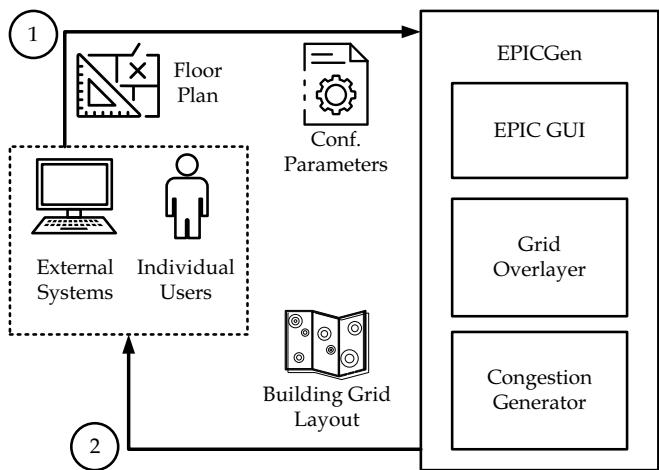 1
Floor
Plan
Conf.
Parameters
EPICGen
EPIC GUI
Grid
Overlayer
Congestion
Generator
External
Systems
Individual
Users
Building Grid
Layout
2